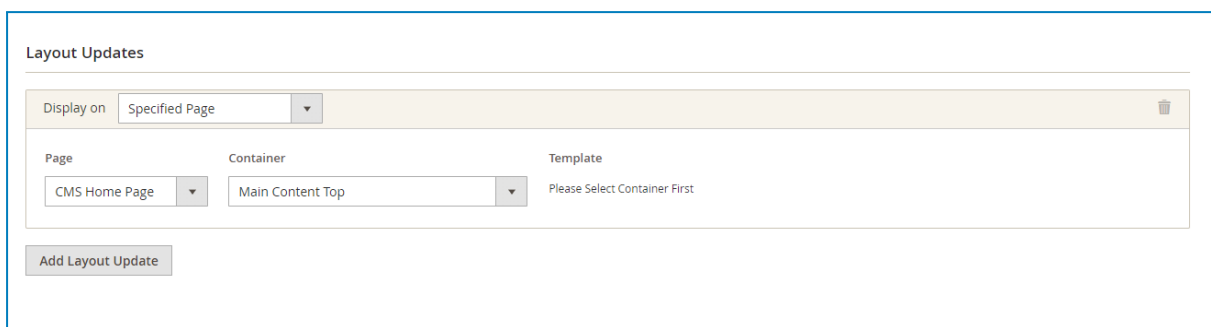 Layout Updates
Display on Specified Page
Page Container Template
CMS Home Page Main Content Top Please Select Container First
Add Layout Update